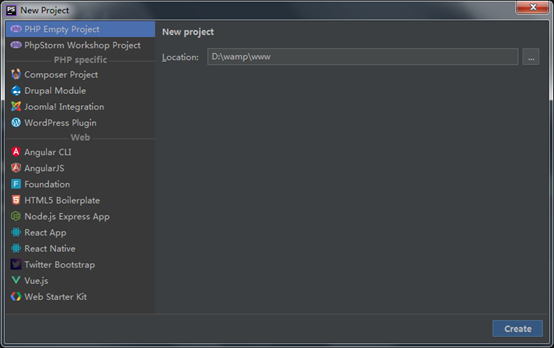 PS
New Project
x
PHP Empty Project
PhpStorm Workshop Project
PHP specific
Composer Project
Drupal Module
Joomla! Integration
WordPress Plugin
Web
Angular CLI
AngularJS
Foundation
HTML5 Boilerplate
Node.js Express App
React App
React Native
Twitter Bootstrap
Vue.js
Web Starter Kit
New project
Location: D:\wamp\www ...
Create